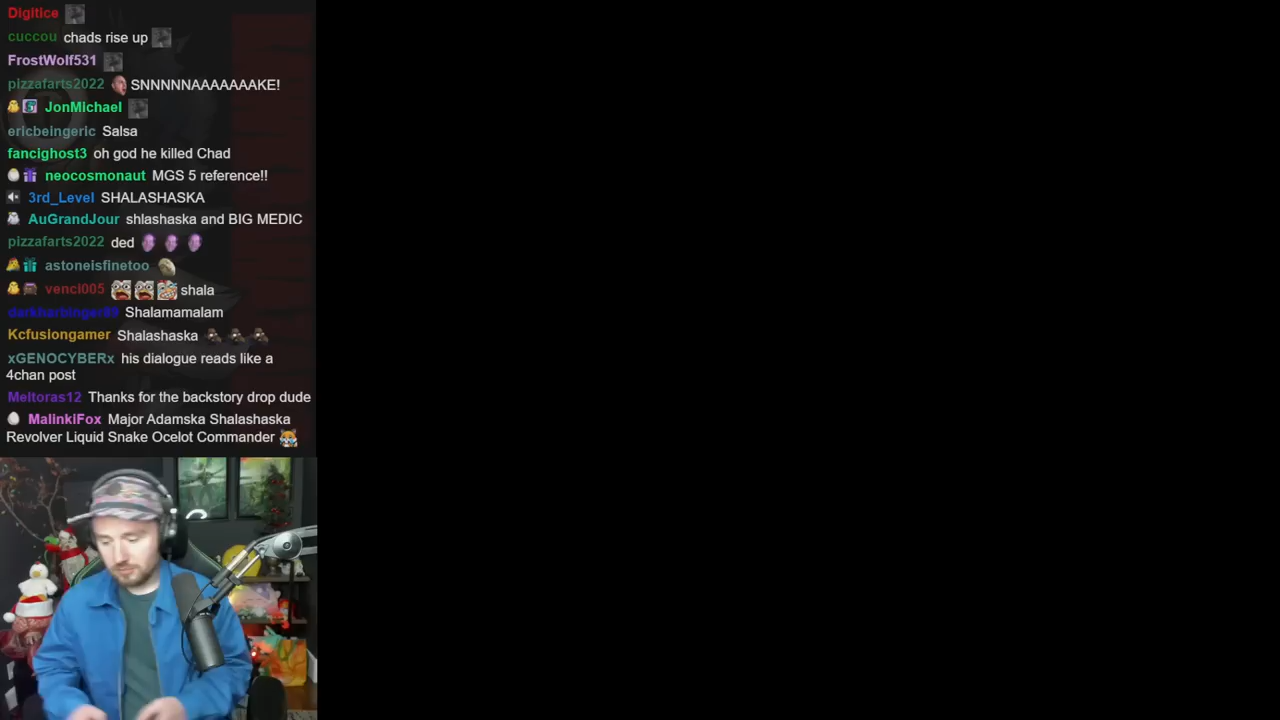 Digitlce
cuccou chads rise up
FrostWolf531
pizzafarts2022 SNNNNNAAAAAAAKE!
JonMichael
ericbeingeric Salsa
fancighost3 oh god he killed Chad
neocosmonaut MGS 5 reference!!
3rd_Level SHALASHASKA
AuGrandJour shlashaska and BIG MEDIC
pizzafarts2022 ded
astoneisfinetoo
venci005 shala
darkharbinger89 Shalamamalam
Kcfusiongamer Shalashaska
xGENOCYBERx his dialogue reads like a
4chan post
Meltoras12 Thanks for the backstory drop dude
MalinkiFox Major Adamska Shalashaska
Revolver Liquid Snake Ocelot Commander